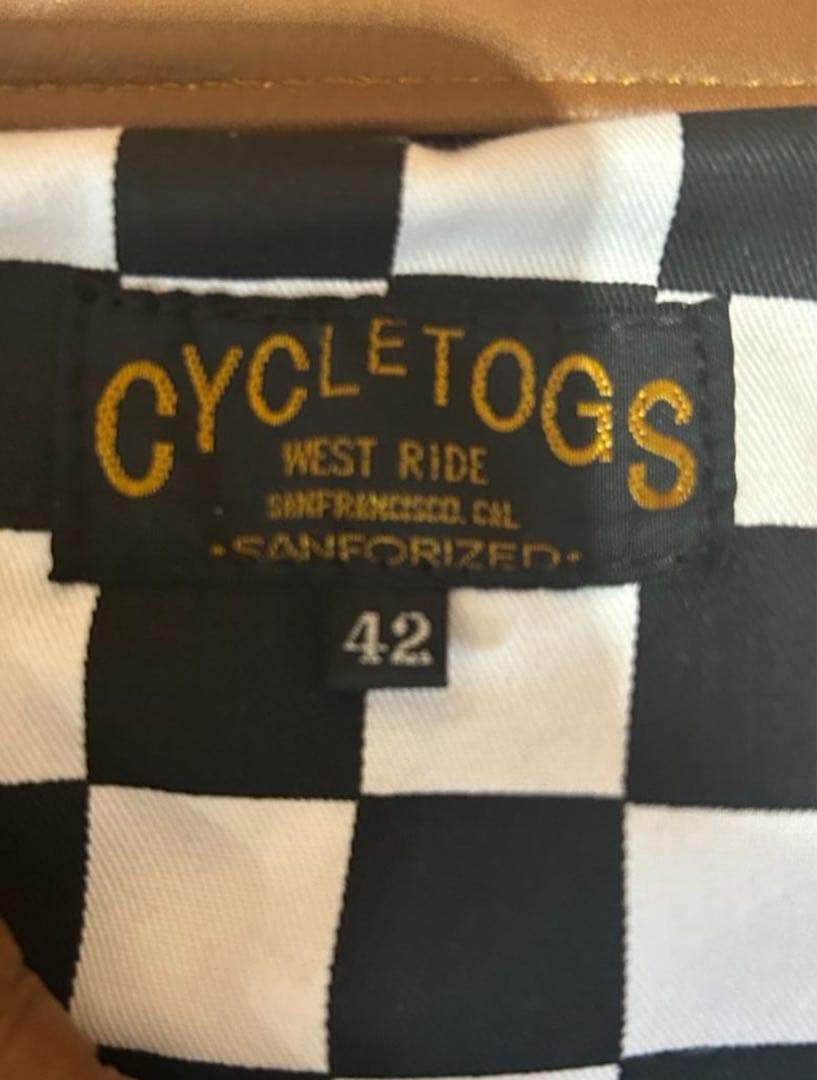 CYCLETOGS
WEST RIDE
SANFRANCISCO. CAL
•SANFORIZED•
42